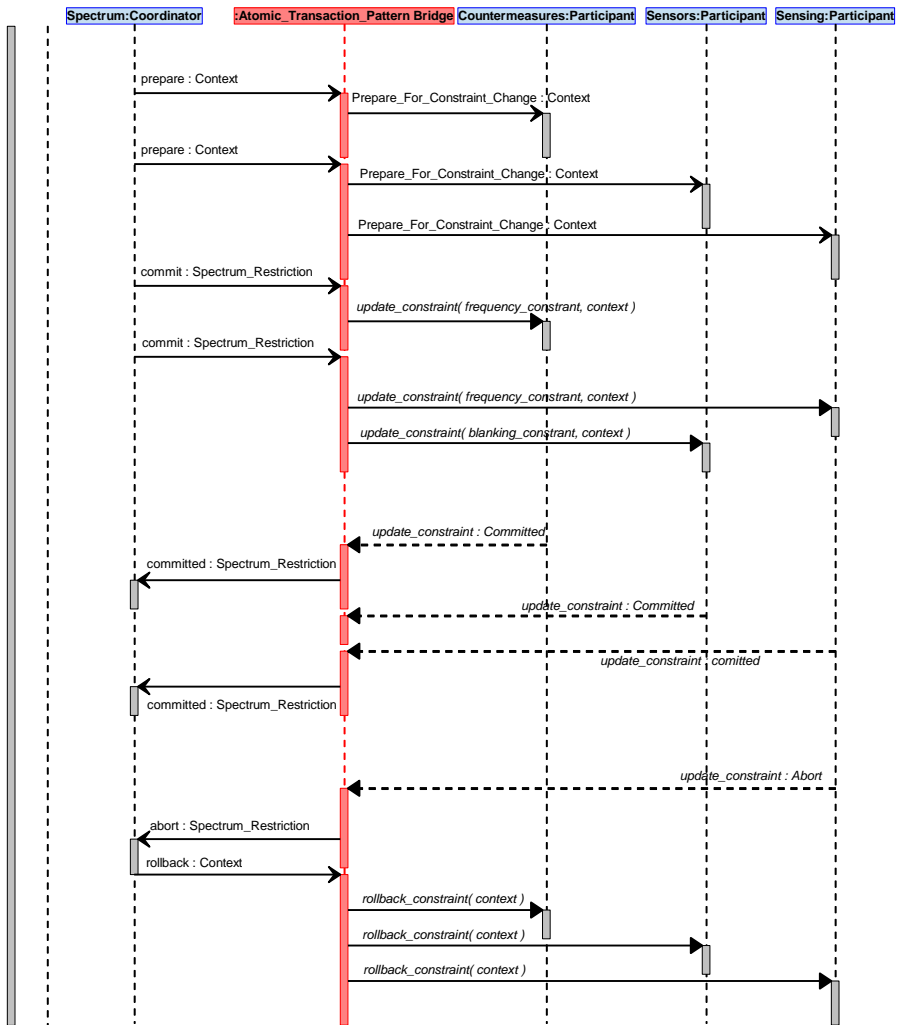 Spectrum:Coordinator
:Atomic_Transaction_Pattern Bridge
Countermeasures:Participant
Sensors:Participant
Sensing:Participant
prepare : Context
Prepare_For_Constraint_Change : Context
prepare : Context
Prepare_For_Constraint_Change : Context
Prepare_For_Constraint_Change : Context
commit : Spectrum_Restriction
update_constraint( frequency_constrant, context )
commit : Spectrum_Restriction
update_constraint( frequency_constrant, context )
update_constraint( blanking_constrant, context )
update_constraint : Committed
committed : Spectrum_Restriction
update_constraint : Committed
update_constraint : comitted
committed : Spectrum_Restriction
update_constraint : Abort
abort : Spectrum_Restriction
rollback : Context
rollback_constraint( context )
rollback_constraint( context )
rollback_constraint( context )